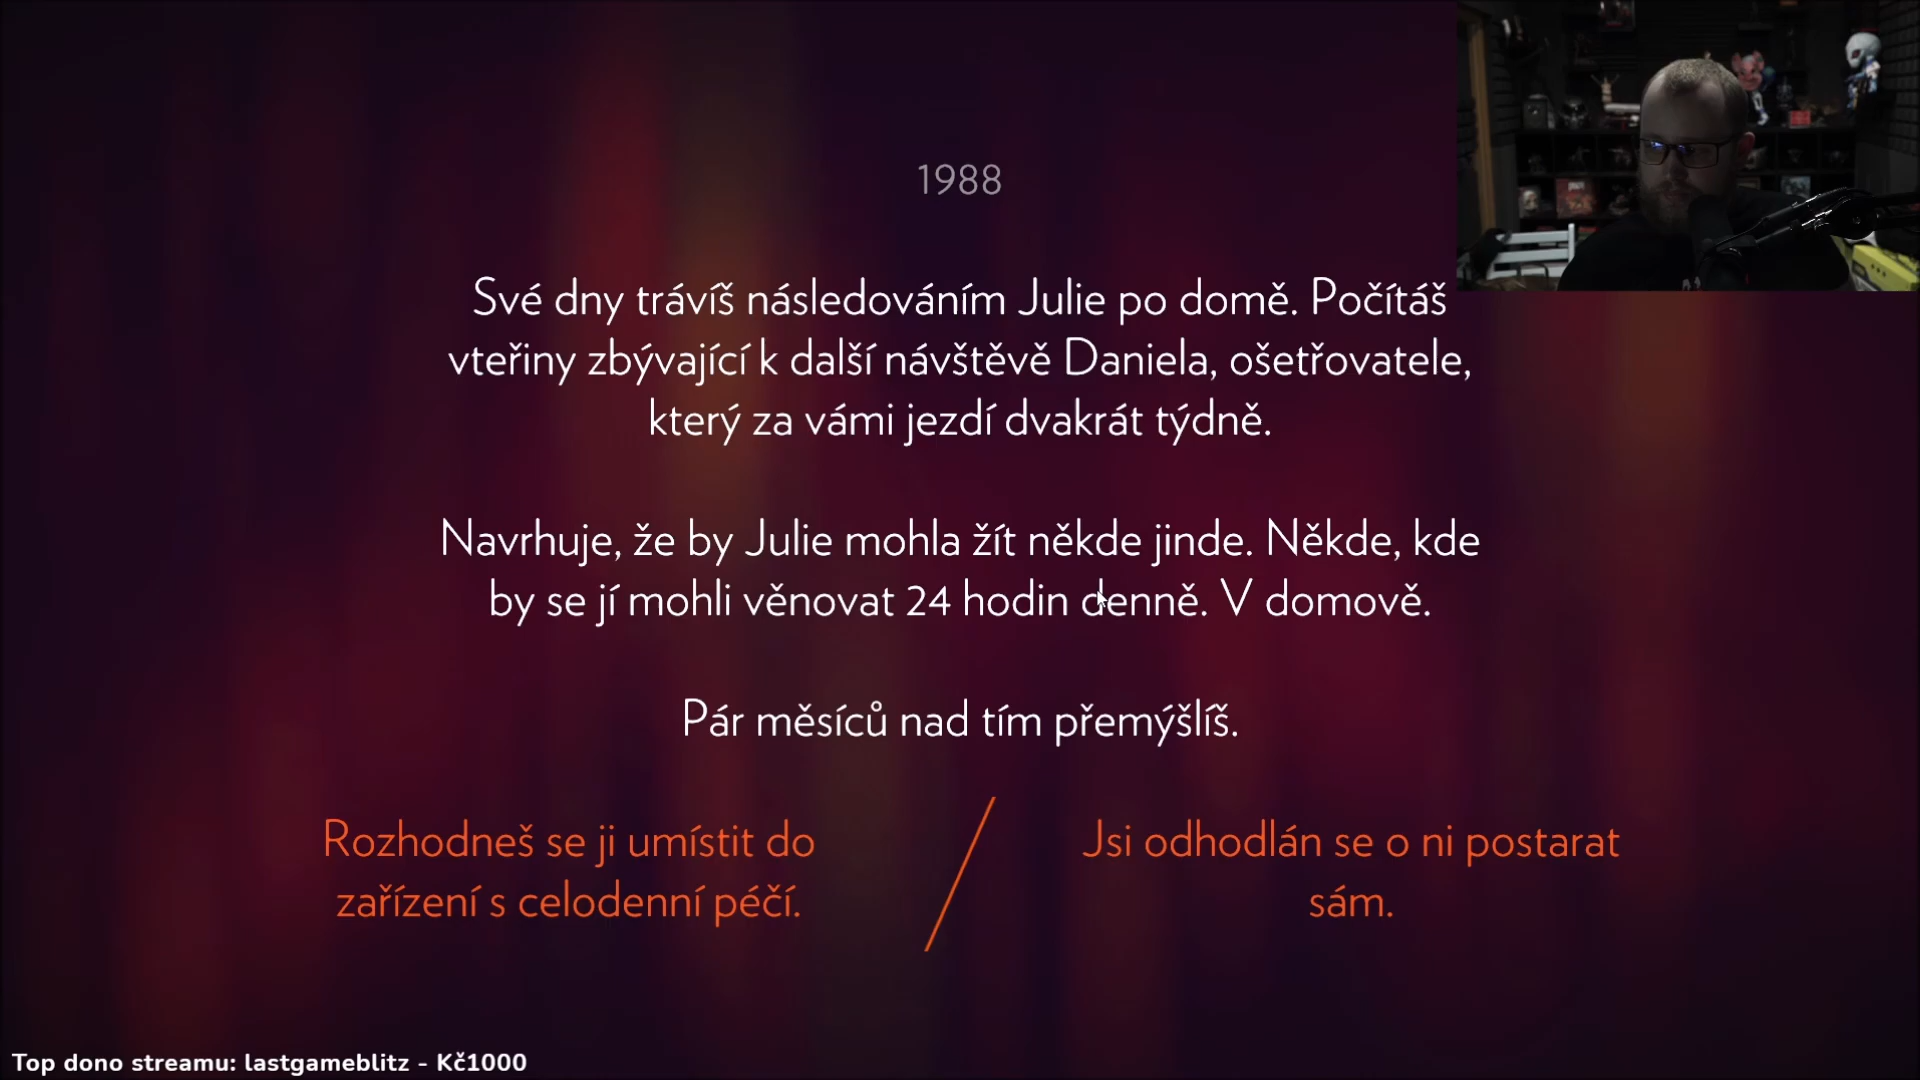 1988
Své dny trávíš následováním Julie po domě. Počítáš
vteřiny zbývající k další návštěvě Daniela, ošetřovatele,
který za vámi jezdí dvakrát týdně.
Navrhuje, že by Julie mohla žít někde jinde. Někde, kde
by se jí mohli věnovat 24 hodin denně. V domově.
Pár měsíců nad tím přemýšlíš.
Rozhodneš se ji umístit do
zařízení s celodenní péčí.
Jsi odhodlán se o ni postarat
sám.
Top dono streamu: lastgameblitz - Kč1000